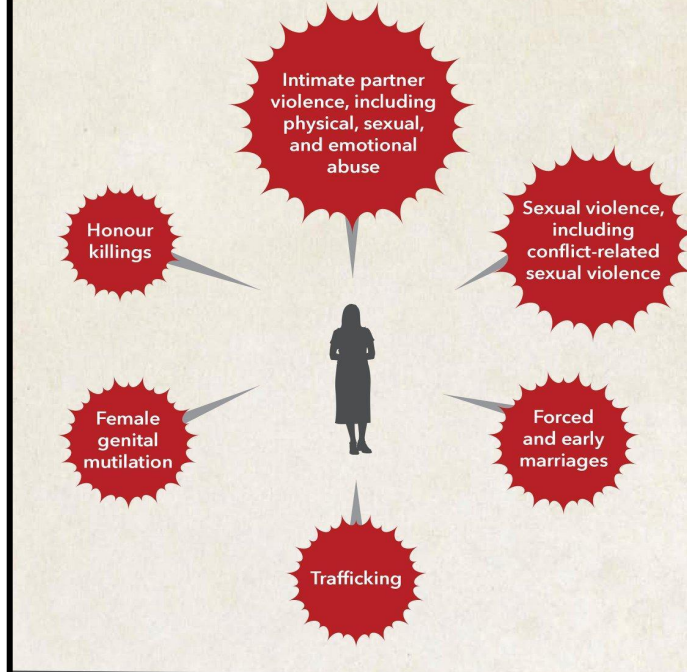 Intimate partner
violence, including
physical, sexual,
and emotional
abuse
Honour
killings
Sexual violence,
including
conflict-related
sexual violence
Female
genital
mutilation
Forced
and early
marriages
Trafficking